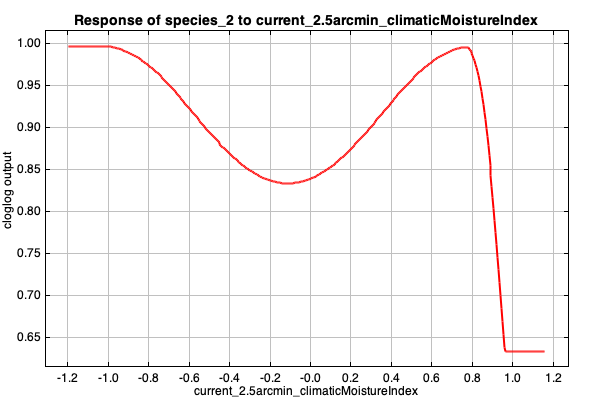 Response of species_2 to current_2.5arcmin_climaticMoistureIndex
cloglog output
1.00
0.95
0.90
0.85
0.80
0.75
0.70
0.65
-1.2 -1.0 -0.8 -0.6 -0.4 -0.2 -0.0 0.2 0.4 0.6 0.8 1.0 1.2
current_2.5arcmin_climaticMoistureIndex